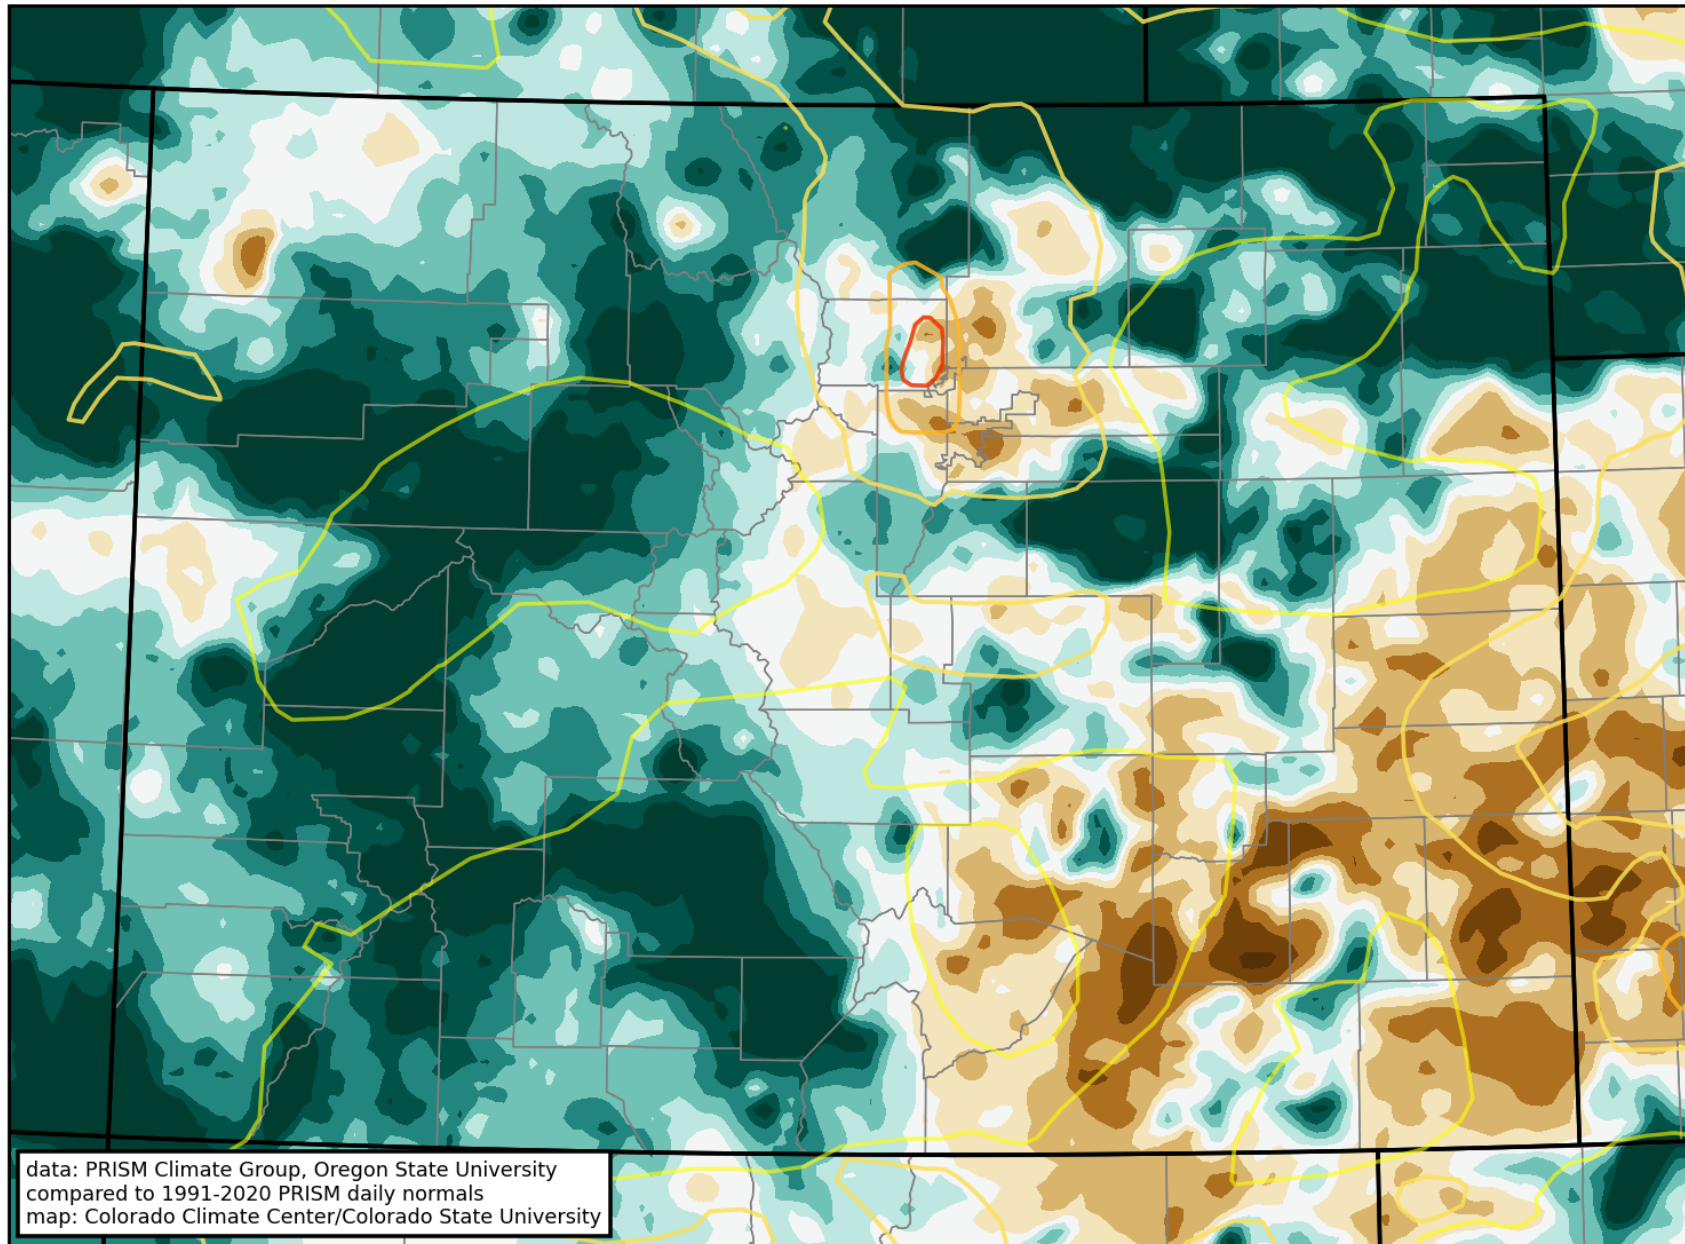 data: PRISM Climate Group, Oregon State University
compared to 1991-2020 PRISM daily normals
map: Colorado Climate Center/Colorado State University